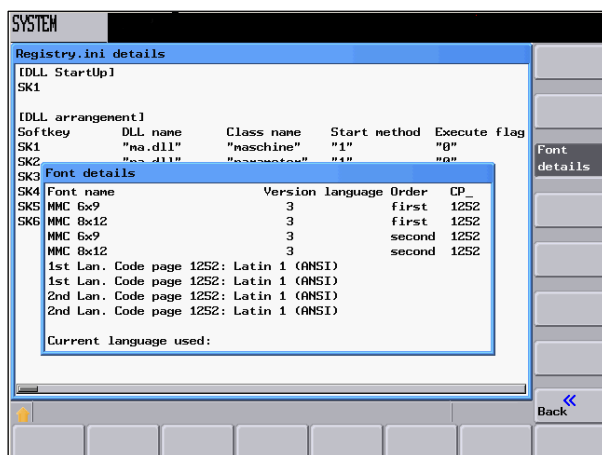 SYSTEM
Registry.ini details
[DLL StartUp]
SK1
[DLL arrangement]
Softkey DLL name Class name Start method Execute flag
SK1 "ma.dll" "maschine" "1" "0"
SK2 "pa.dll" "parameter" "1" "0"
SK3
SK4
SK5
SK6
Font details
Font name Version language Order CP_
MMC 6x9 3 first 1252
MMC 8x12 3 first 1252
MMC 6x9 3 second 1252
MMC 8x12 3 second 1252
1st Lan. Code page 1252: Latin 1 (ANSI)
1st Lan. Code page 1252: Latin 1 (ANSI)
2nd Lan. Code page 1252: Latin 1 (ANSI)
2nd Lan. Code page 1252: Latin 1 (ANSI)
Current language used:
Font
details
Back